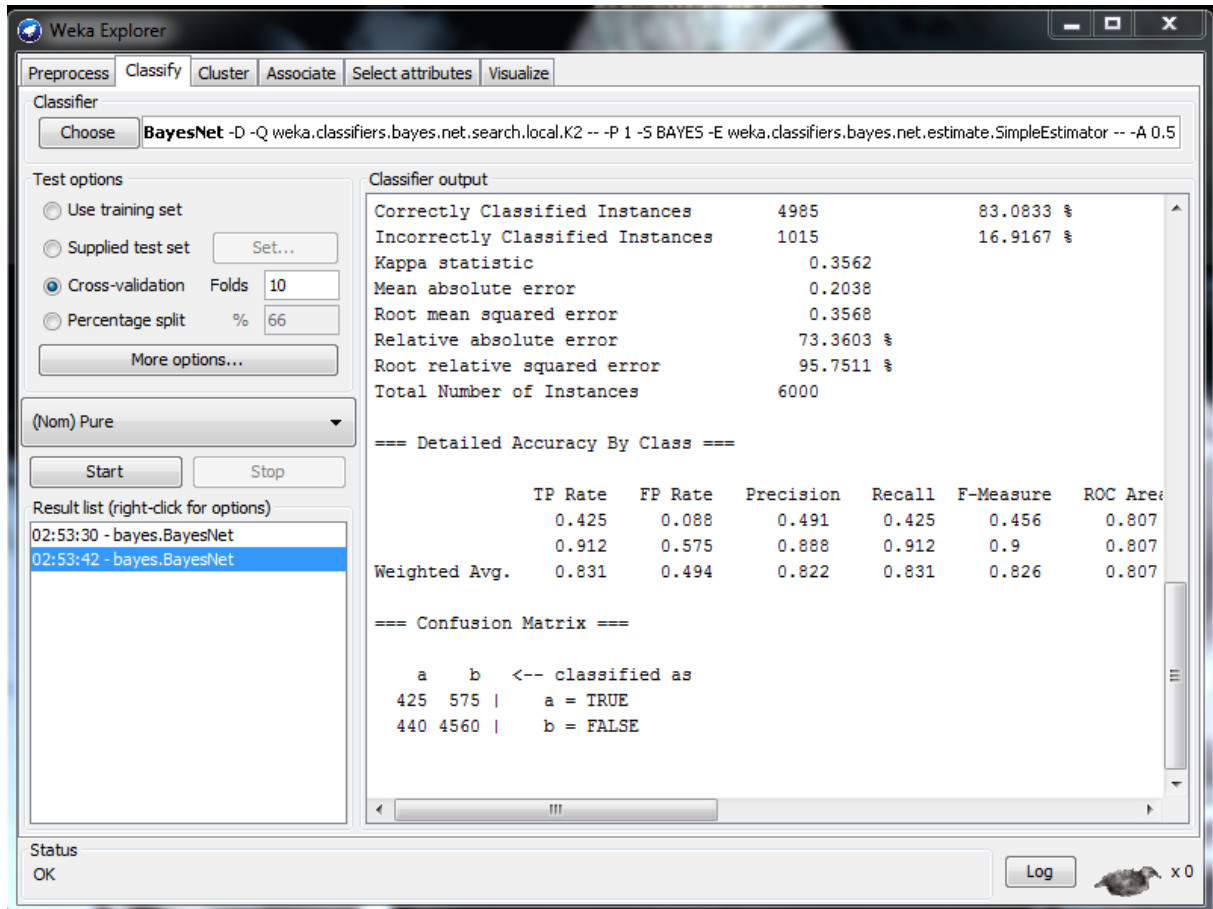 Weka Explorer
Preprocess Classify Cluster Associate Select attributes Visualize
Classifier
Choose BayesNet -D -Q weka.classifiers.bayes.net.search.local.K2 -- -P 1 -S BAYES -E weka.classifiers.bayes.net.estimate.SimpleEstimator -- -A 0.5
Test options
Use training set
Supplied test set Set...
Cross-validation Folds 10
Percentage split % 66
More options...
(Nom) Pure
Start Stop
Result list (right-click for options)
02:53:30 - bayes.BayesNet
02:53:42 - bayes.BayesNet
Classifier output
Correctly Classified Instances 4985 83.0833 %
Incorrectly Classified Instances 1015 16.9167 %
Kappa statistic 0.3562
Mean absolute error 0.2038
Root mean squared error 0.3568
Relative absolute error 73.3603 %
Root relative squared error 95.7511 %
Total Number of Instances 6000
=== Detailed Accuracy By Class ===
TP Rate FP Rate Precision Recall F-Measure ROC Area
0.425 0.088 0.491 0.425 0.456 0.807
0.912 0.575 0.888 0.912 0.9 0.807
Weighted Avg. 0.831 0.494 0.822 0.831 0.826 0.807
=== Confusion Matrix ===
a b <-- classified as
425 575 | a = TRUE
440 4560 | b = FALSE
Status
OK
Log
x 0